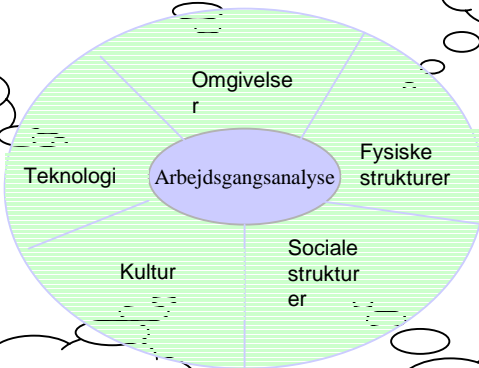 Omgivelse
r
Fysiske
strukturer
Teknologi
Arbejdsgangsanalyse
Sociale
struktur
er
Kultur